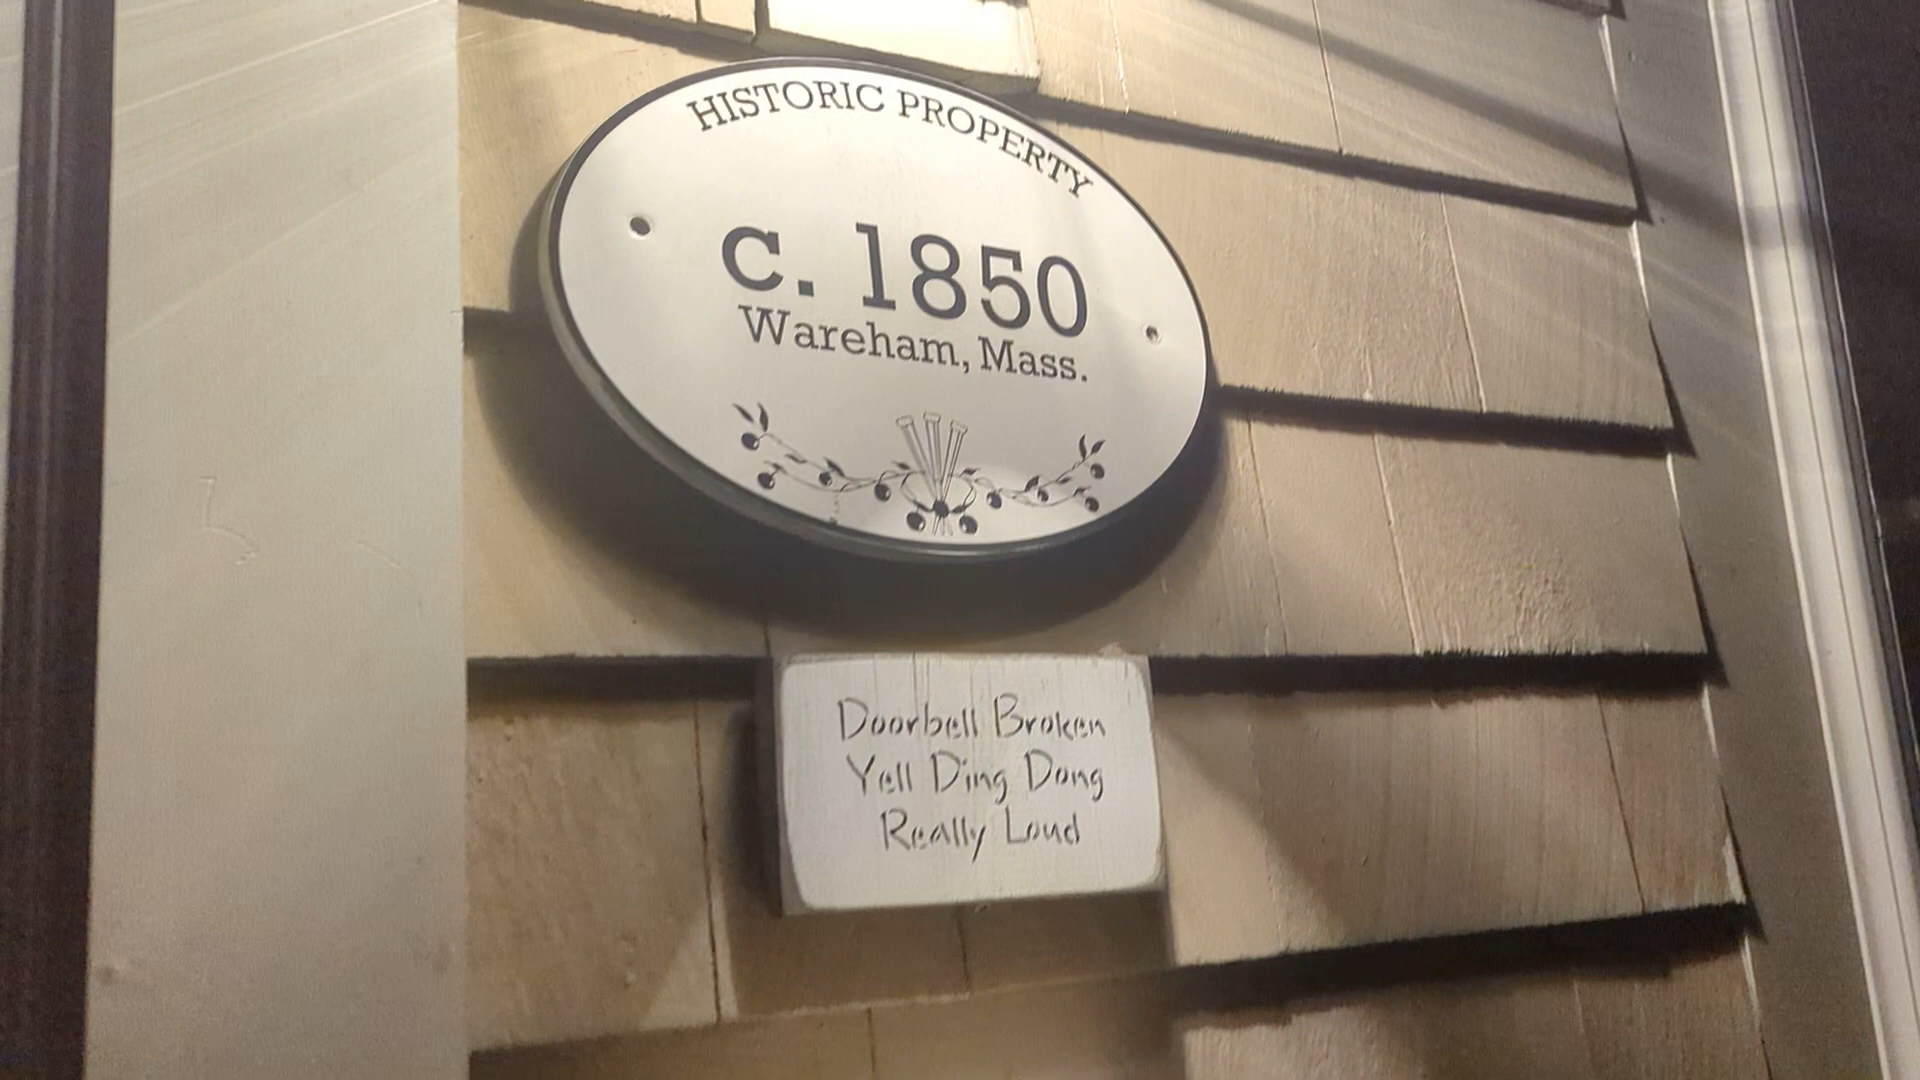 HISTORIC PROPERTY
c. 1850
Wareham, Mass.
Doorbell Broken
Yell Ding Dong
Really Loud